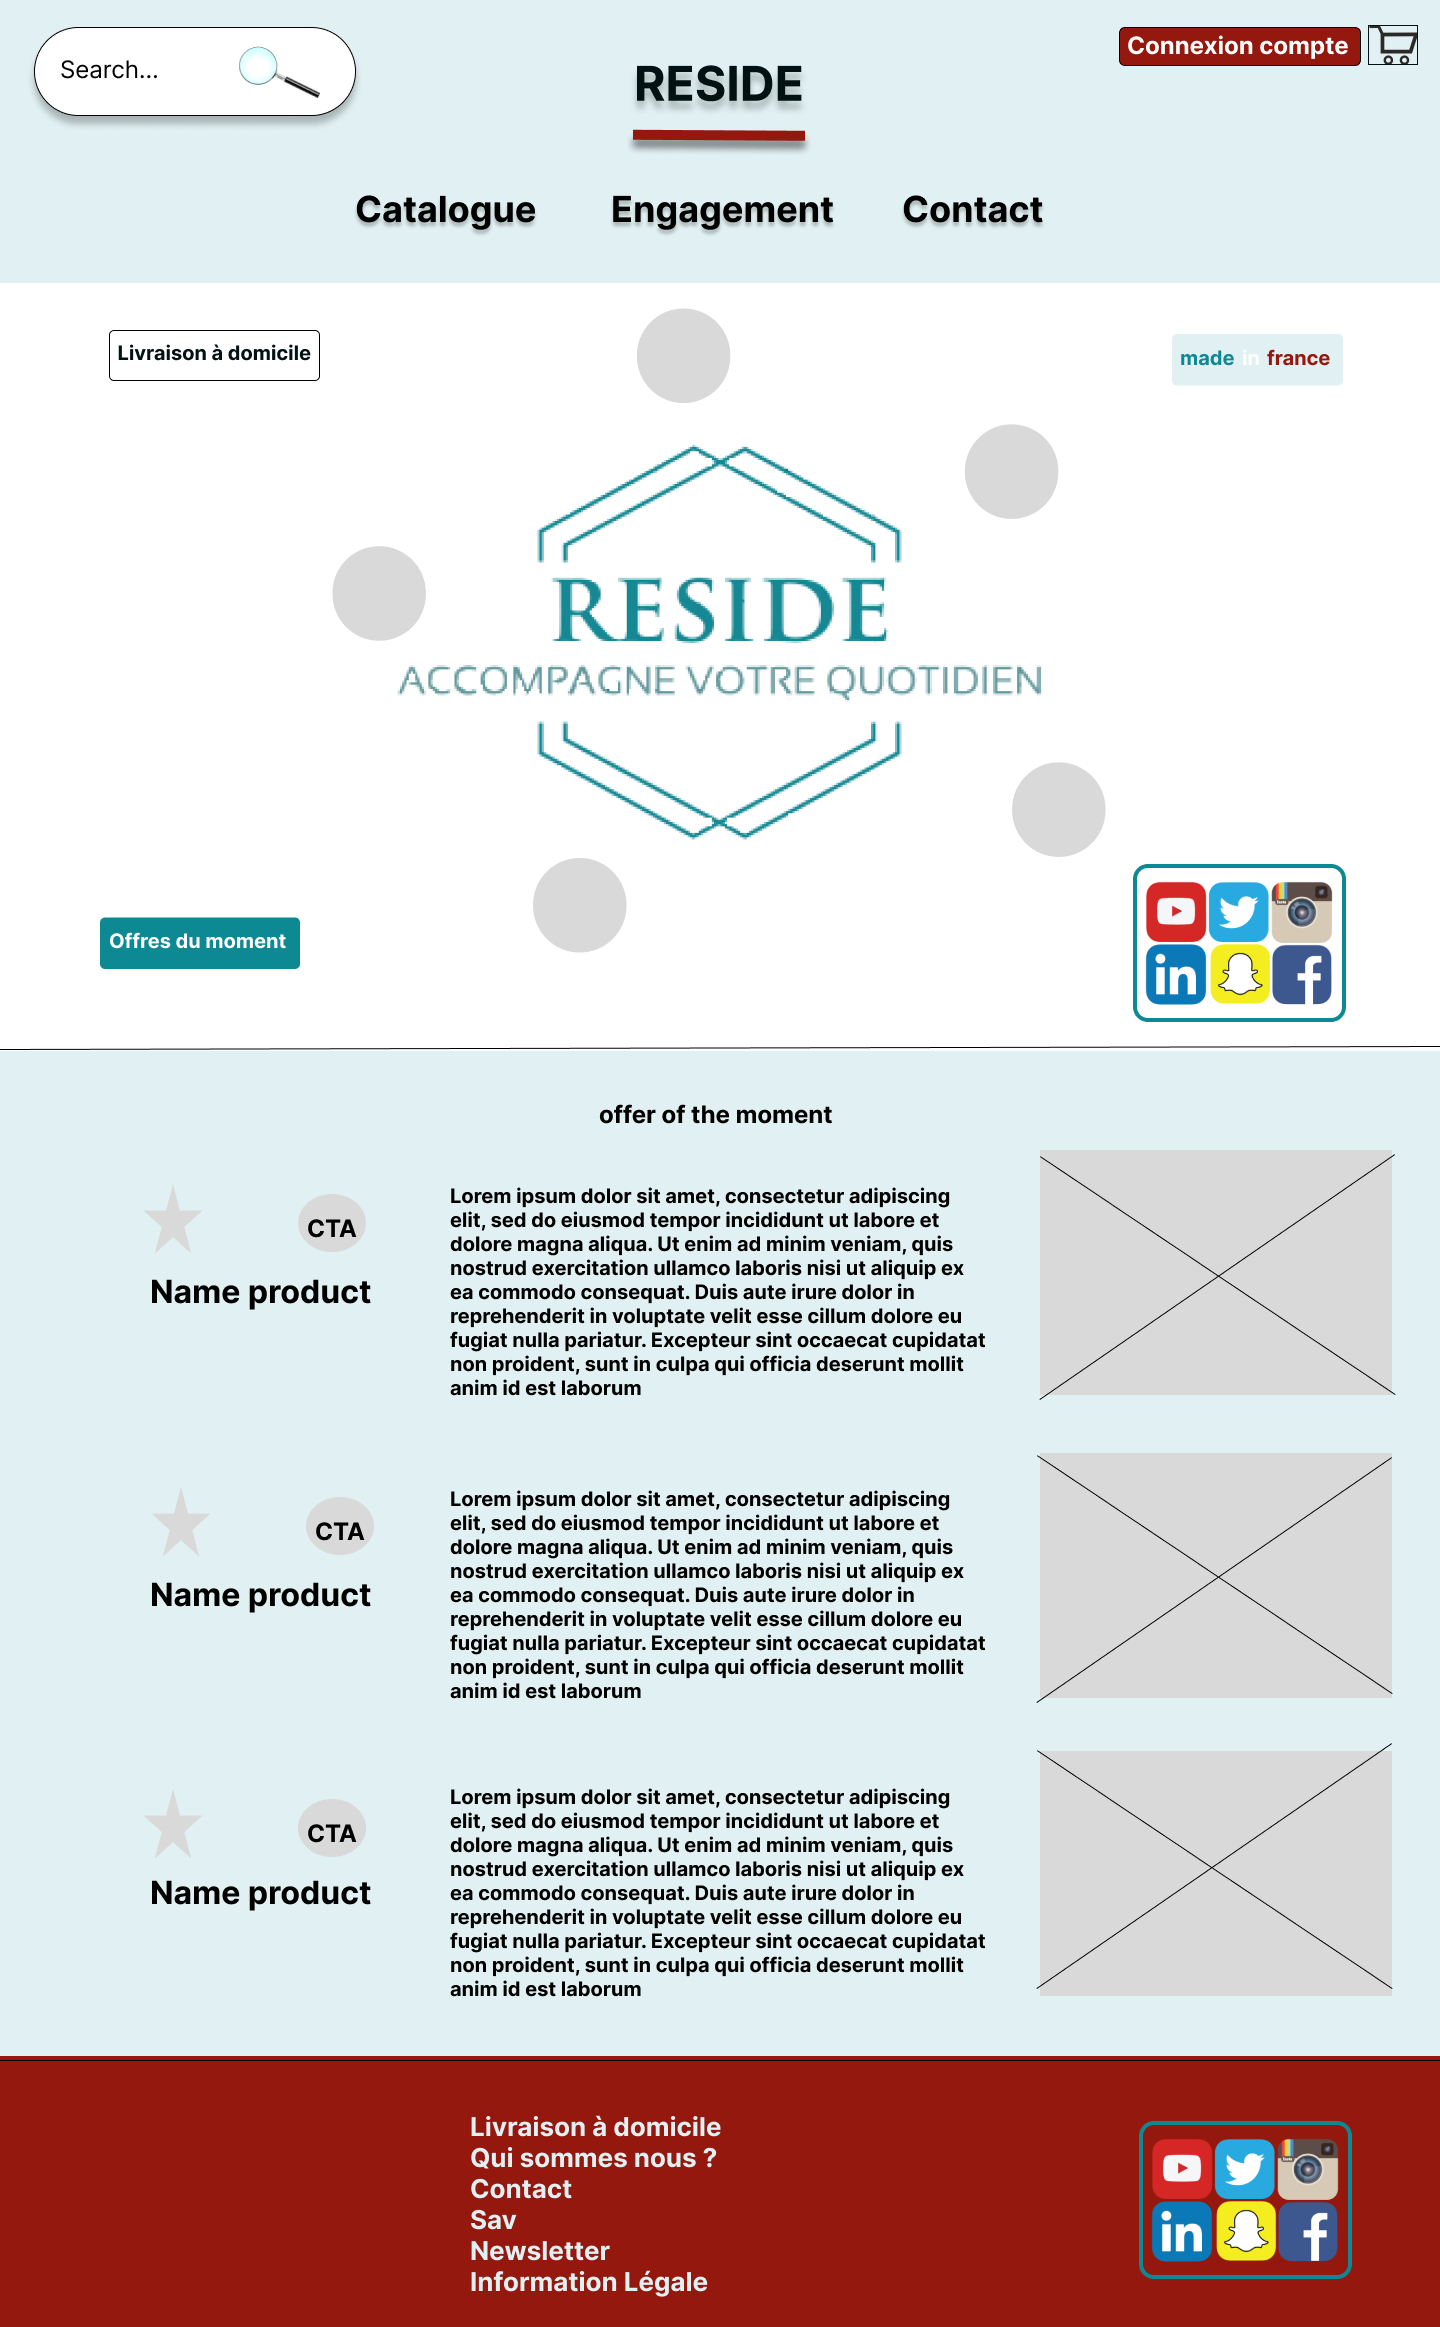 Search...
Connexion compte
RESIDE
Catalogue Engagement Contact
Livraison à domicile
made in france
RESIDE
ACCOMPAGNE VOTRE QUOTIDIEN
Offres du moment
in
f
offer of the moment
CTA
Name product
Lorem ipsum dolor sit amet, consectetur adipiscing
elit, sed do eiusmod tempor incididunt ut labore et
dolore magna aliqua. Ut enim ad minim veniam, quis
nostrud exercitation ullamco laboris nisi ut aliquip ex
ea commodo consequat. Duis aute irure dolor in
reprehenderit in voluptate velit esse cillum dolore eu
fugiat nulla pariatur. Excepteur sint occaecat cupidatat
non proident, sunt in culpa qui officia deserunt mollit
anim id est laborum
CTA
Name product
Lorem ipsum dolor sit amet, consectetur adipiscing
elit, sed do eiusmod tempor incididunt ut labore et
dolore magna aliqua. Ut enim ad minim veniam, quis
nostrud exercitation ullamco laboris nisi ut aliquip ex
ea commodo consequat. Duis aute irure dolor in
reprehenderit in voluptate velit esse cillum dolore eu
fugiat nulla pariatur. Excepteur sint occaecat cupidatat
non proident, sunt in culpa qui officia deserunt mollit
anim id est laborum
CTA
Name product
Lorem ipsum dolor sit amet, consectetur adipiscing
elit, sed do eiusmod tempor incididunt ut labore et
dolore magna aliqua. Ut enim ad minim veniam, quis
nostrud exercitation ullamco laboris nisi ut aliquip ex
ea commodo consequat. Duis aute irure dolor in
reprehenderit in voluptate velit esse cillum dolore eu
fugiat nulla pariatur. Excepteur sint occaecat cupidatat
non proident, sunt in culpa qui officia deserunt mollit
anim id est laborum
Livraison à domicile
Qui sommes nous ?
Contact
Sav
Newsletter
Information Légale
in
f